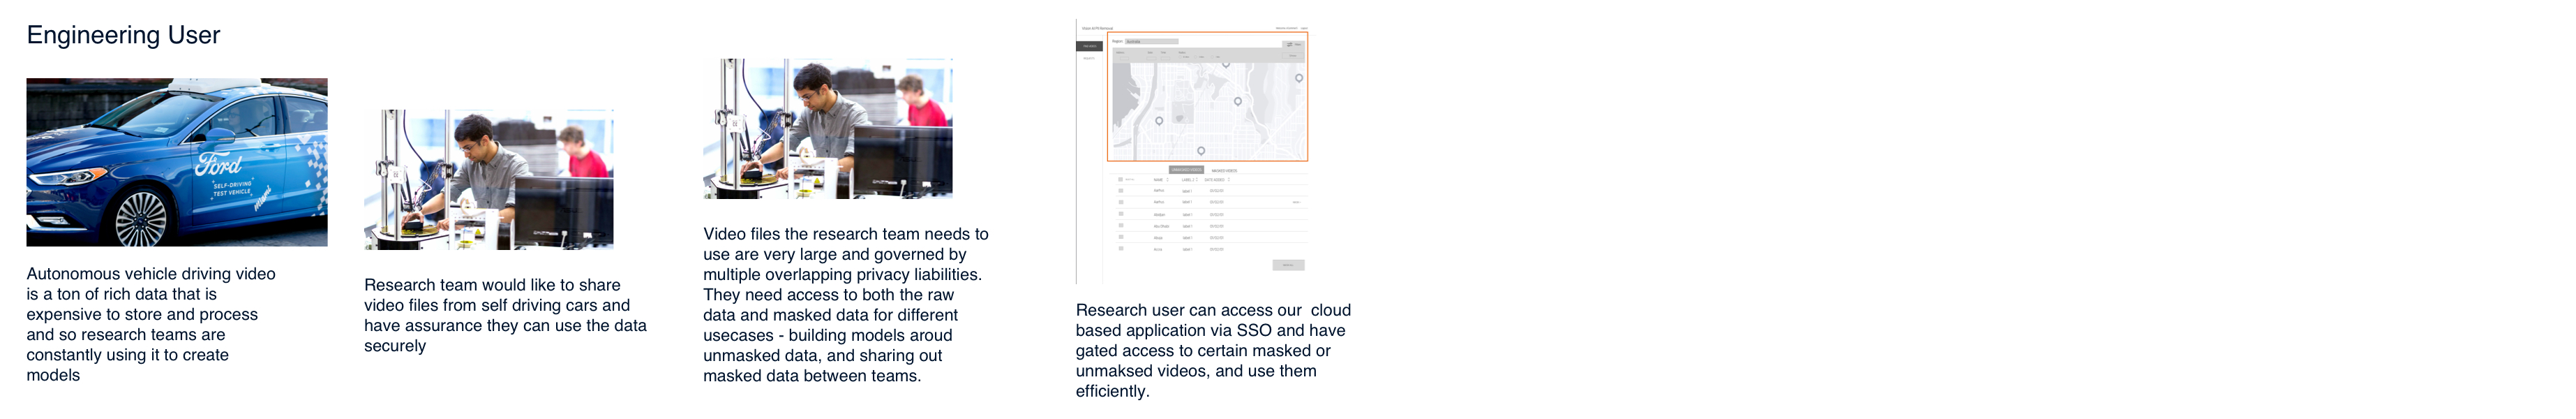 Engineering User
Ford
SELF-DRIVING
TEST VEHICLE
Autonomous vehicle driving video
is a ton of rich data that is
expensive to store and process
and so research teams are
constantly using it to create
models
Research team would like to share
video files from self driving cars and
have assurance they can use the data
securely
Video files the research team needs to
use are very large and governed by
multiple overlapping privacy liabilities.
They need access to both the raw
data and masked data for different
usecases - building models aroud
unmasked data, and sharing out
masked data between teams.
Region
Australia
NAME
DATE ADDED
Research user can access our cloud
based application via SSO and have
gated access to certain masked or
unmaksed videos, and use them
efficiently.